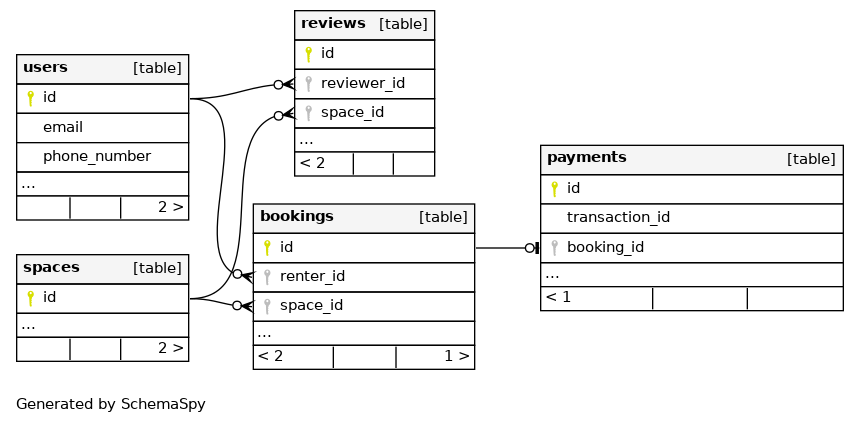 users [table]
id
email
phone_number
...
2 >
spaces [table]
id
...
2 >
reviews [table]
id
reviewer_id
space_id
...
< 2
bookings [table]
id
renter_id
space_id
...
< 2 1 >
payments [table]
id
transaction_id
booking_id
...
< 1
Generated by SchemaSpy